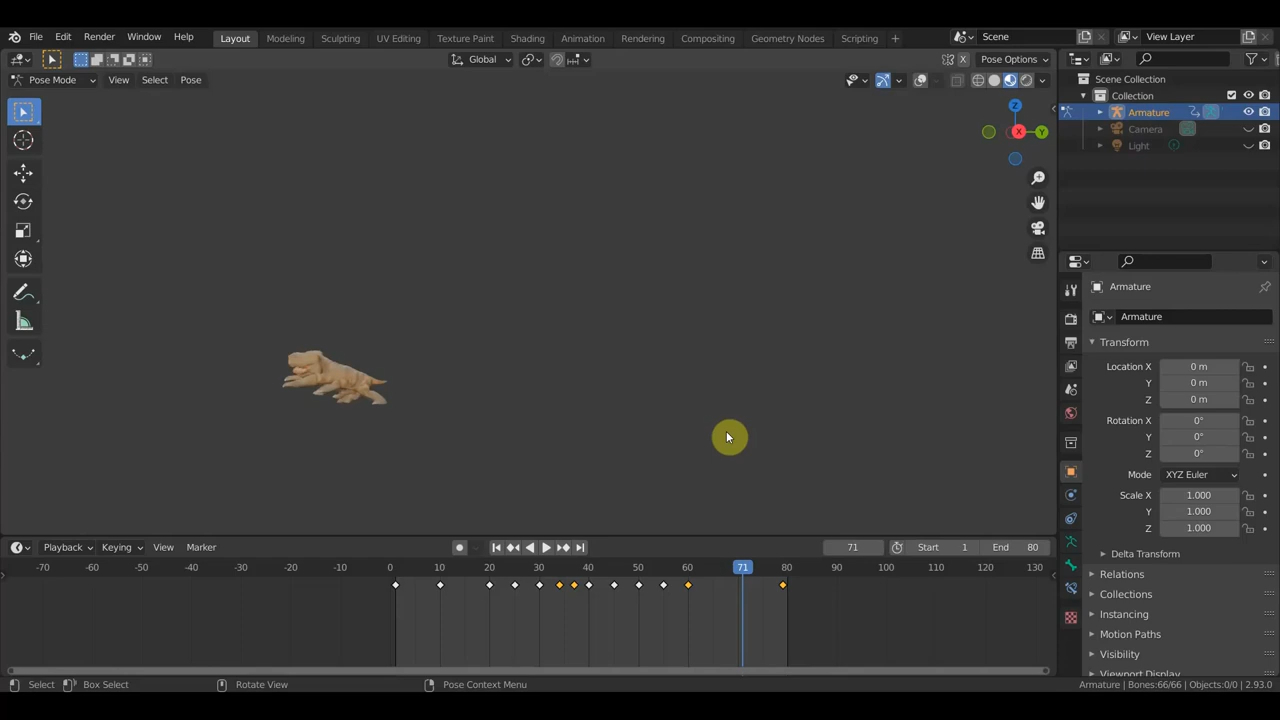 File Edit Render Window Help Layout Modeling Sculpting UV Editing Texture Paint Shading Animation Rendering Compositing Geometry Nodes Scripting + Scene View Layer
Global Pose Options
Pose Mode View Select Pose
Scene Collection
Collection
Armature
Camera
Light
Z
X
Y
Armature
Armature
Transform
Location X 0 m
Y 0 m
Z 0 m
Rotation X 0°
Y 0°
Z 0°
Mode XYZ Euler
Scale X 1.000
Y 1.000
Z 1.000
Delta Transform
Relations
Collections
Instancing
Motion Paths
Visibility
Viewport Display
Playback Keying View Marker 71 Start 1 End 80
-70 -60 -50 -40 -30 -20 -10 0 10 20 30 40 50 60 71 80 90 100 110 120 130
Select Box Select Rotate View Pose Context Menu Armature | Bones:66/66 | Objects:0/0 | 2.93.0